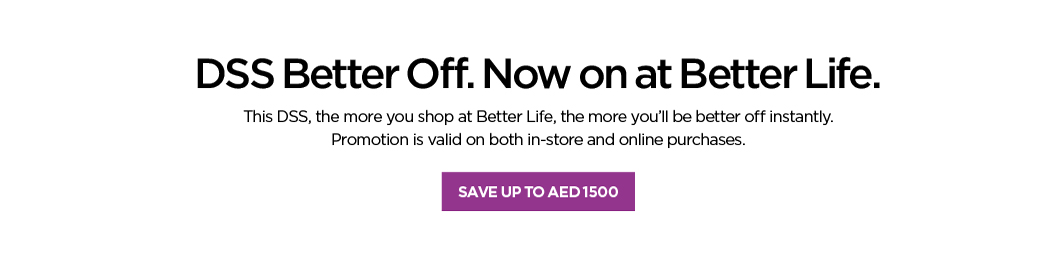 DSS Better Off. Now on at Better Life.
This DSS, the more you shop at Better Life, the more you’ll be better off instantly.
Promotion is valid on both in-store and online purchases.
SAVE UP TO AED 1500